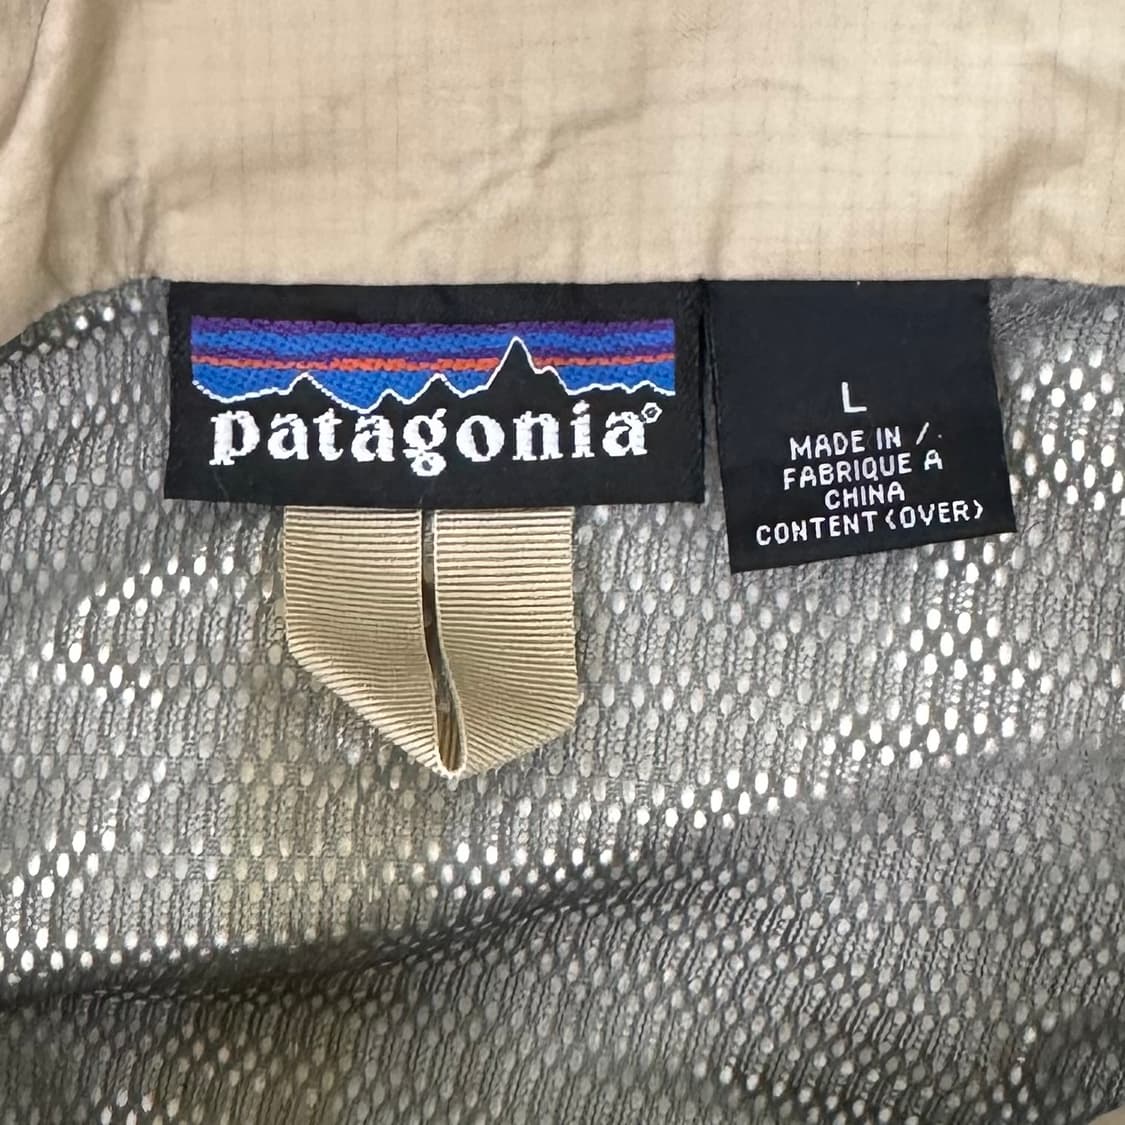 patagonia®
L
MADE IN /.
FABRIQUE A
CHINA
CONTENT<OVER>